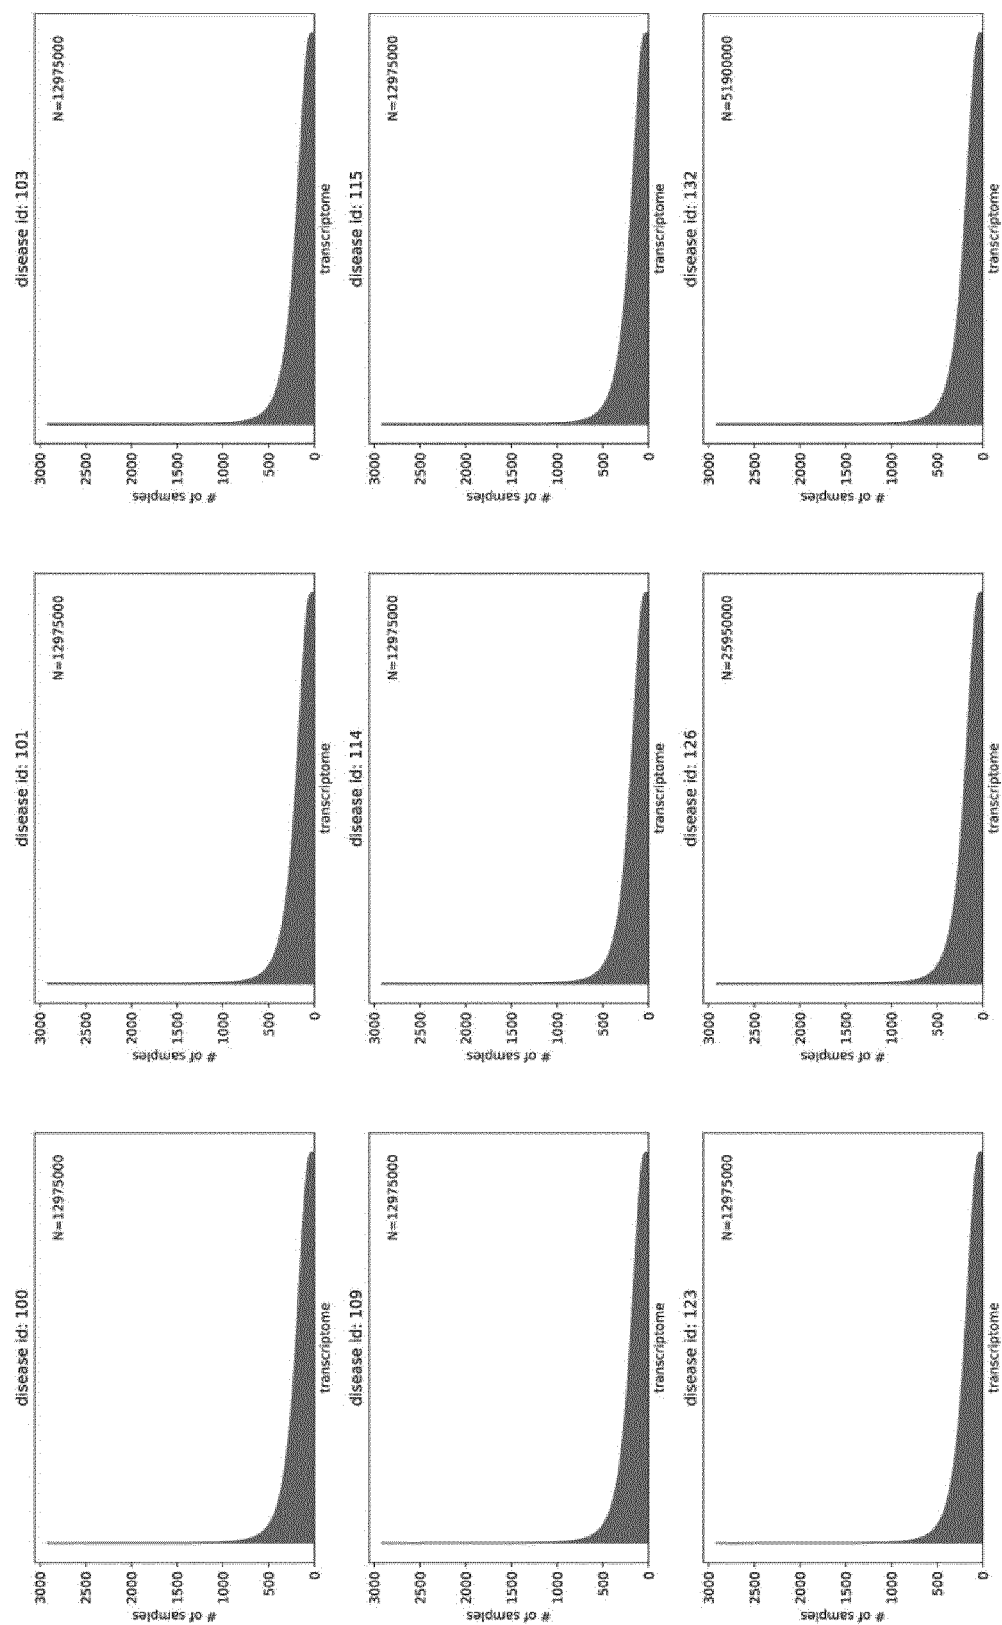 disease id: 100
N=12975000
# of samples
3000
2500
2000
1500
1000
500
0
transcriptome
disease id: 101
N=12975000
# of samples
3000
2500
2000
1500
1000
500
0
transcriptome
disease id: 103
N=12975000
# of samples
3000
2500
2000
1500
1000
500
0
transcriptome
disease id: 109
N=12975000
# of samples
3000
2500
2000
1500
1000
500
0
transcriptome
disease id: 114
N=12975000
# of samples
3000
2500
2000
1500
1000
500
0
transcriptome
disease id: 115
N=12975000
# of samples
3000
2500
2000
1500
1000
500
0
transcriptome
disease id: 123
N=12975000
# of samples
3000
2500
2000
1500
1000
500
0
transcriptome
disease id: 126
N=25950000
# of samples
3000
2500
2000
1500
1000
500
0
transcriptome
disease id: 132
N=51900000
# of samples
3000
2500
2000
1500
1000
500
0
transcriptome